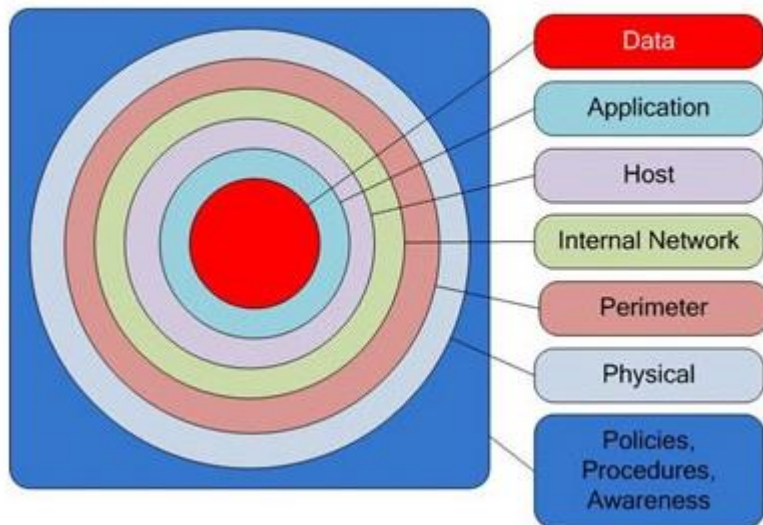 Data
Application
Host
Internal Network
Perimeter
Physical
Policies,
Procedures,
Awareness